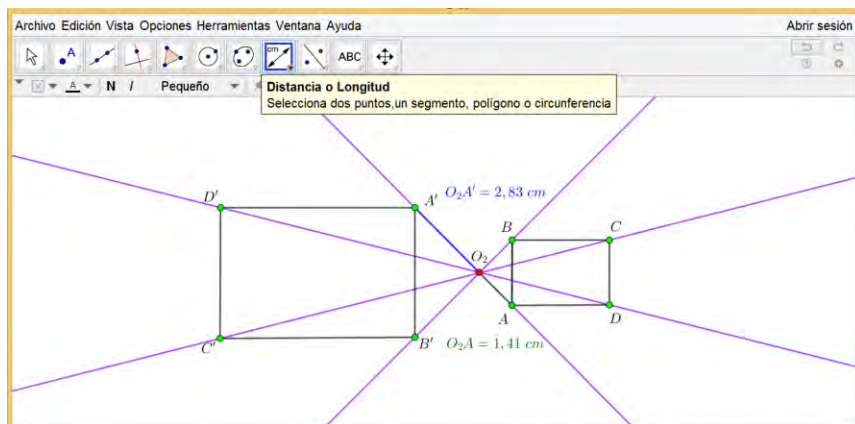 Archivo Edición Vista Opciones Herramientas Ventana Ayuda Abrir sesión
A cm ABC
A N I Pequeño
Distancia o Longitud
Selecciona dos puntos,un segmento, polígono o circunferencia
D' A' O₂A' = 2,83 cm
B C
O₂
A D
C' B' O₂A = 1,41 cm